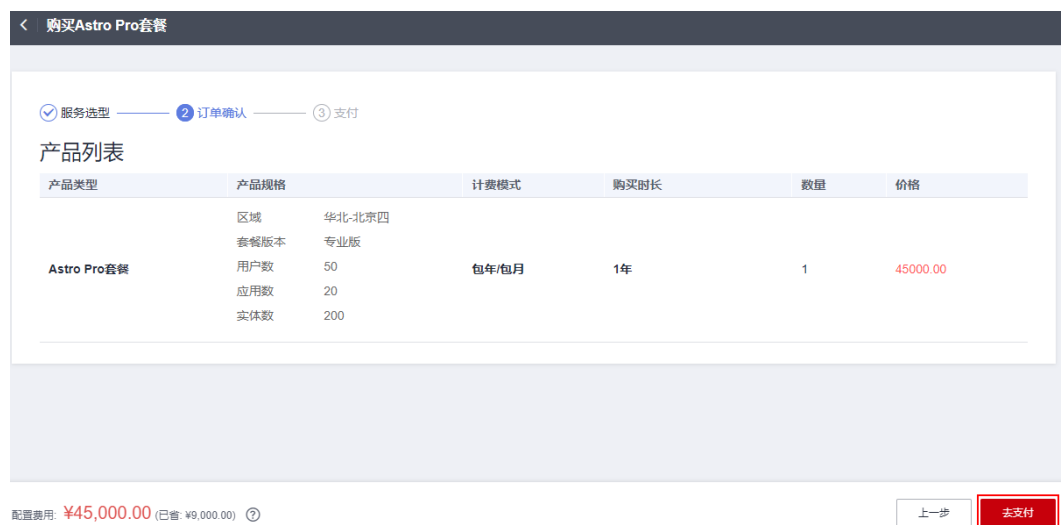 购买Astro Pro套餐
服务选型 2 订单确认 3 支付
产品列表
产品类型 产品规格 计费模式 购买时长 数量 价格
区域 华北-北京四
套餐版本 专业版
Astro Pro套餐 用户数 50 包年/包月 1年 1 45000.00
应用数 20
实体数 200
配置费用: ¥45,000.00 (已省: ¥9,000.00) ? 上一步 去支付